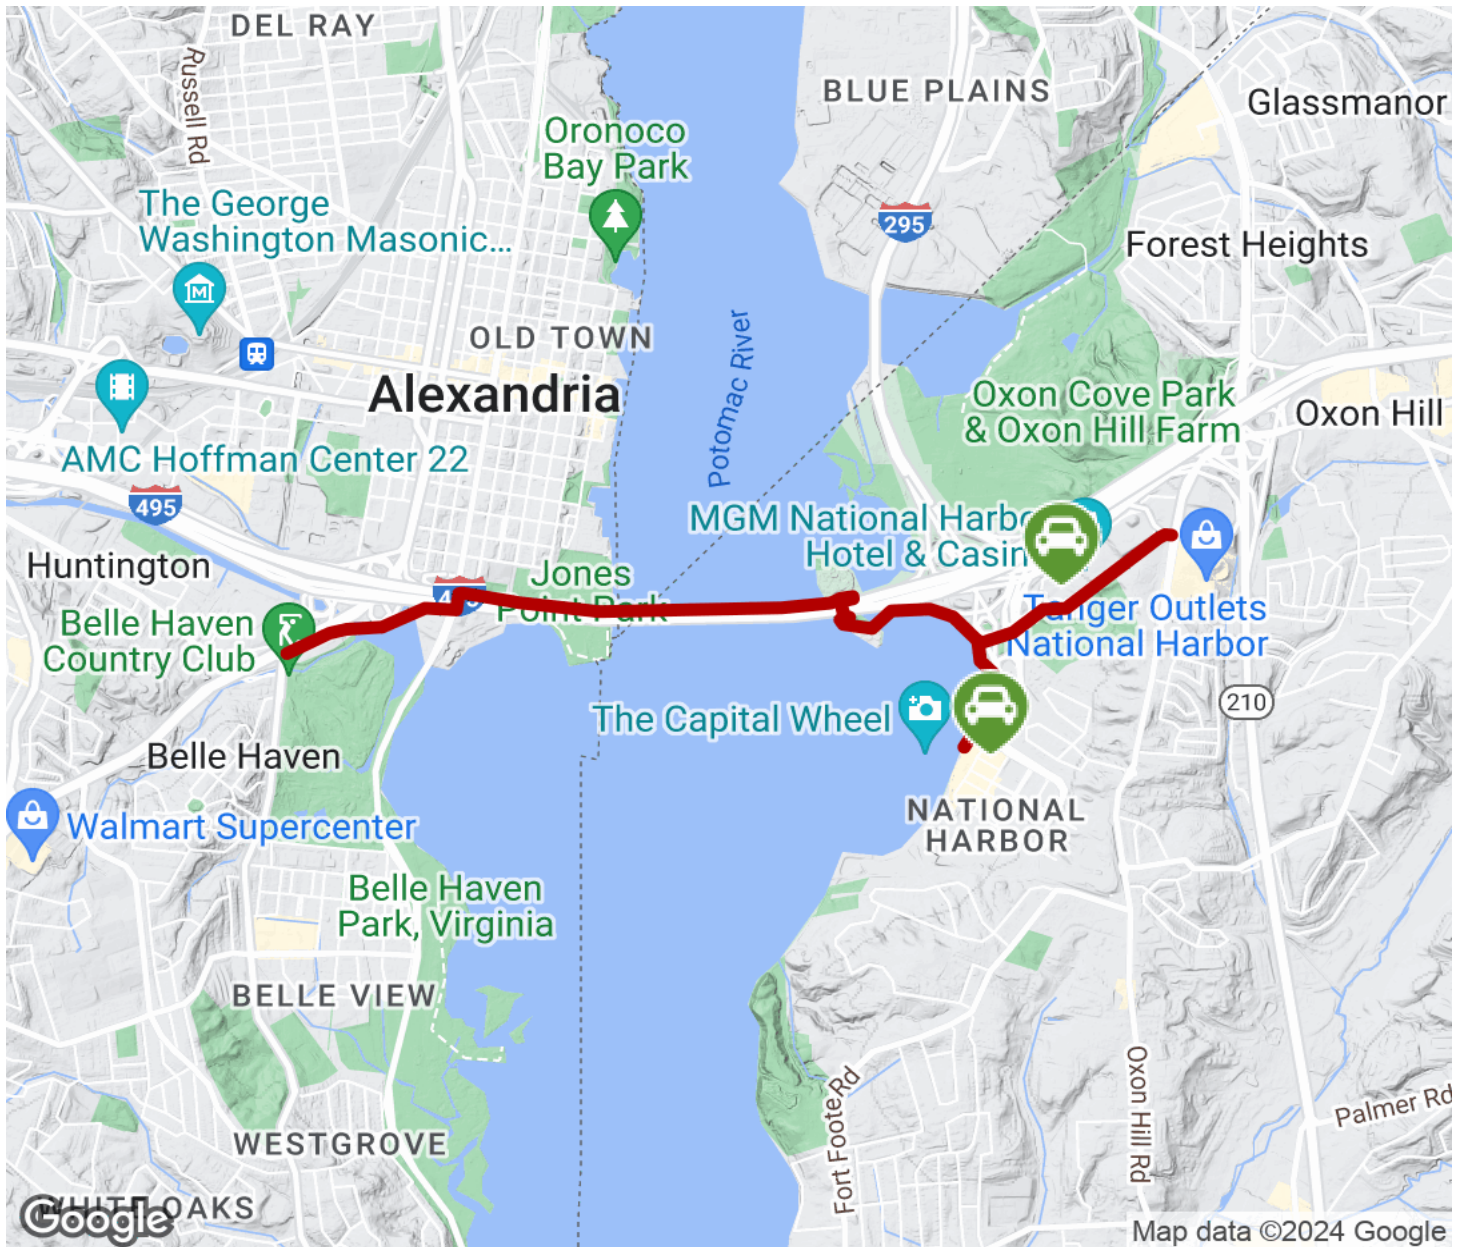 DEL RAY
Russell Rd
BLUE PLAINS
Glassmanor
Oronoco
Bay Park
The George
Washington Masonic...
295
Forest Heights
OLD TOWN
Potomac River
Alexandria
Oxon Cove Park
& Oxon Hill Farm
Oxon Hill
AMC Hoffman Center 22
495
MGM National Harbo
Hotel & Casin
Huntington
Jones
Point Park
Belle Haven
Country Club
Tanger Outlets
National Harbor
210
The Capital Wheel
Belle Haven
NATIONAL
HARBOR
Walmart Supercenter
Belle Haven
Park, Virginia
BELLE VIEW
Oxon Hill Rd
Fort Foote Rd
Palmer Rd
WESTGROVE
WHITE OAKS
Google
Map data ©2024 Google